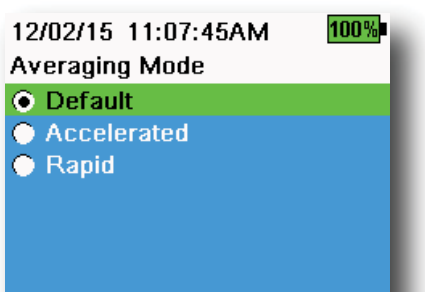 12/02/15 11:07:45AM 100%
Averaging Mode
Default
Accelerated
Rapid